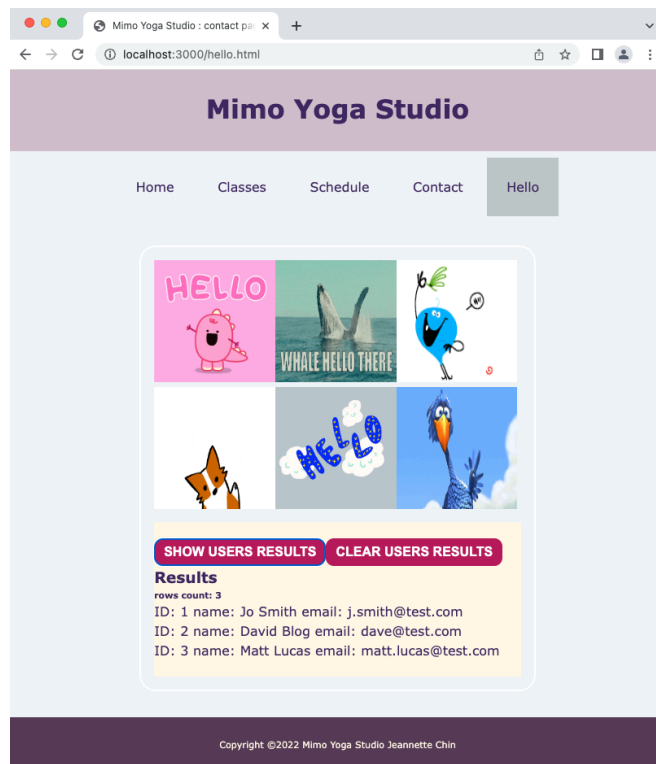 Mimo Yoga Studio : contact pa
localhost:3000/hello.html
Mimo Yoga Studio
Home Classes Schedule Contact Hello
HELLO
WHALE HELLO THERE
HELLO
SHOW USERS RESULTS CLEAR USERS RESULTS
Results
rows count: 3
ID: 1 name: Jo Smith email: j.smith@test.com
ID: 2 name: David Blog email: dave@test.com
ID: 3 name: Matt Lucas email: matt.lucas@test.com
Copyright ©2022 Mimo Yoga Studio Jeannette Chin